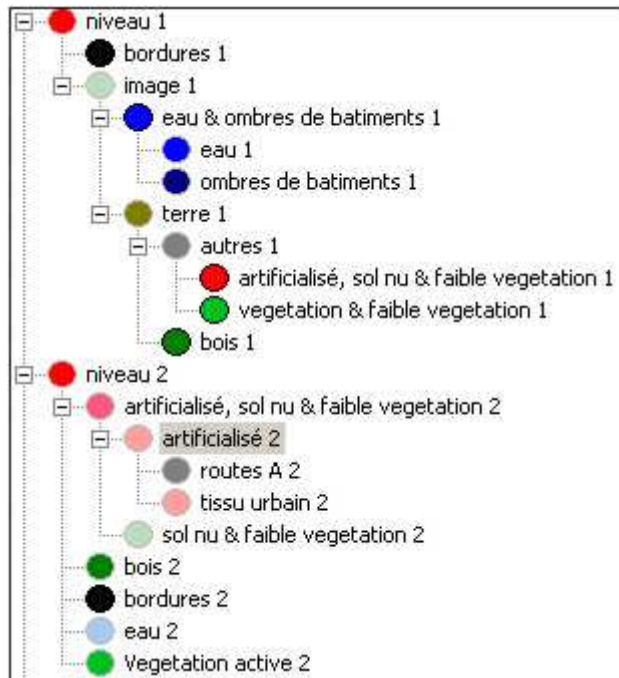 niveau 1
bordures 1
image 1
eau & ombres de batiments 1
eau 1
ombres de batiments 1
terre 1
autres 1
artificialisé, sol nu & faible vegetation 1
vegetation & faible vegetation 1
bois 1
niveau 2
artificialisé, sol nu & faible vegetation 2
artificialisé 2
routes A 2
tissu urbain 2
sol nu & faible vegetation 2
bois 2
bordures 2
eau 2
Vegetation active 2